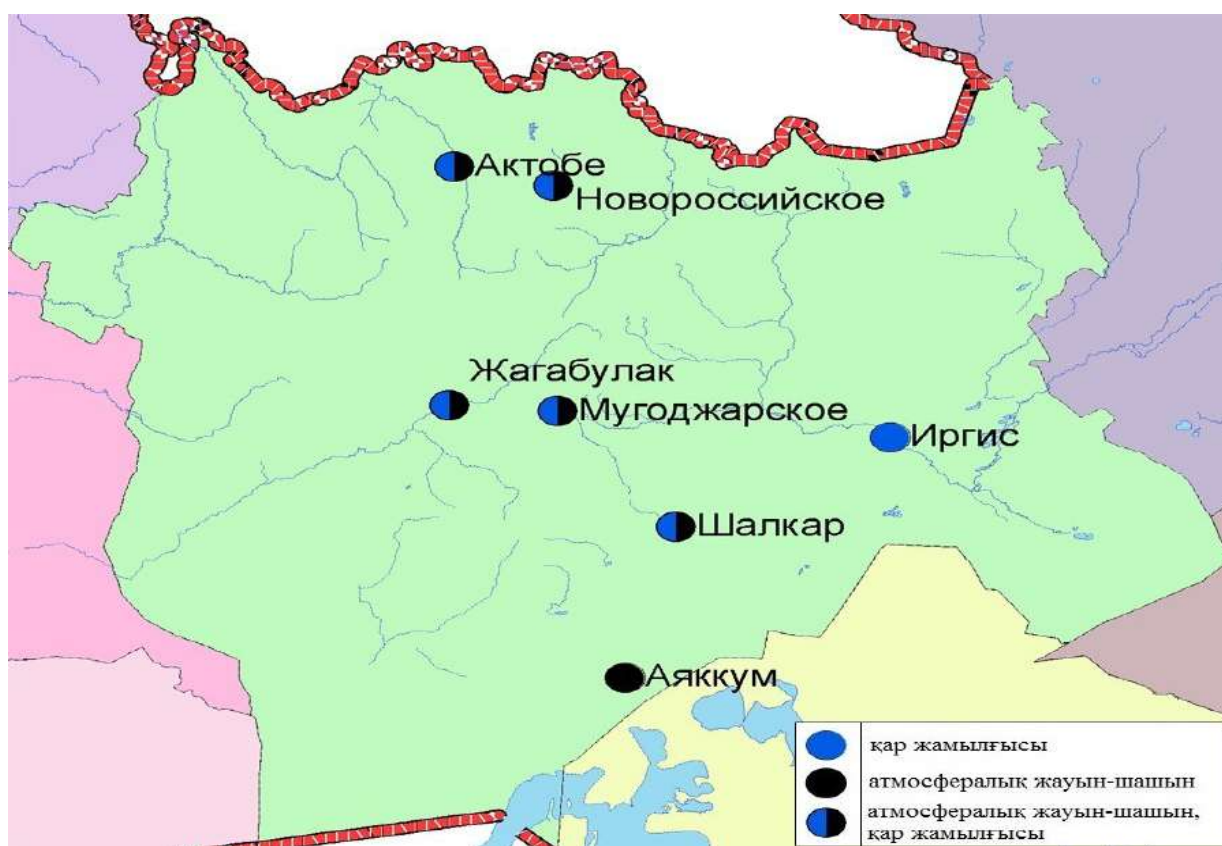 Актобе
Новороссийское
Жагабулак
Мугоджарское
Иргис
Шалкар
Аяккум
қар жамылғысы
атмосфералық жауын-шашын
атмосфералық жауын-шашын,
қар жамылғысы